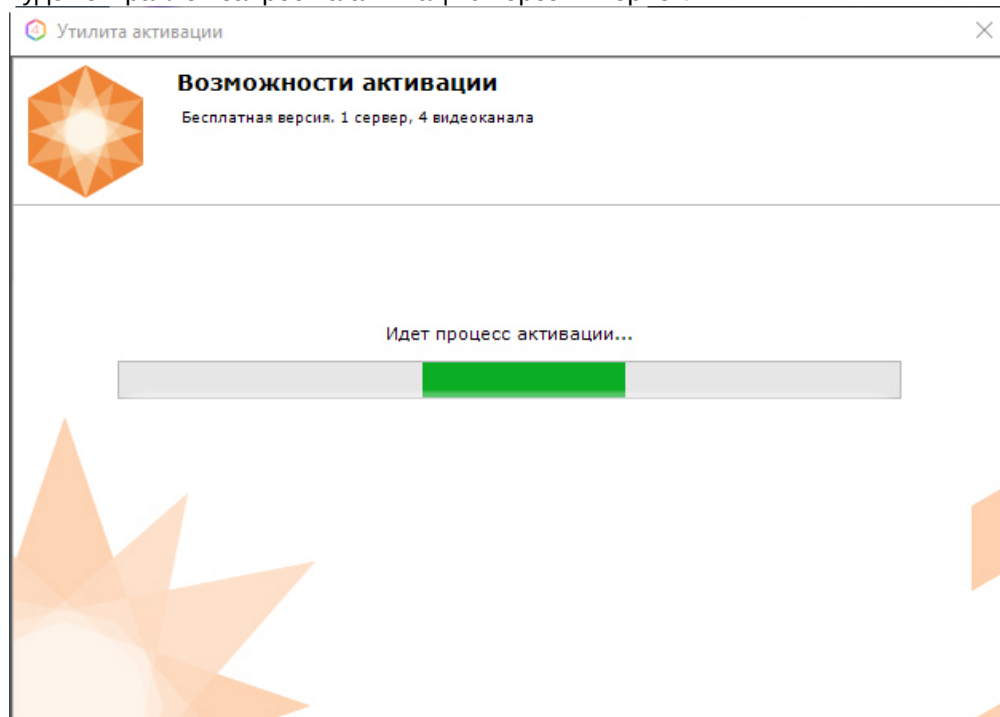 Утилита активации
Возможности активации
Бесплатная версия. 1 сервер, 4 видеоканала
Идет процесс активации...